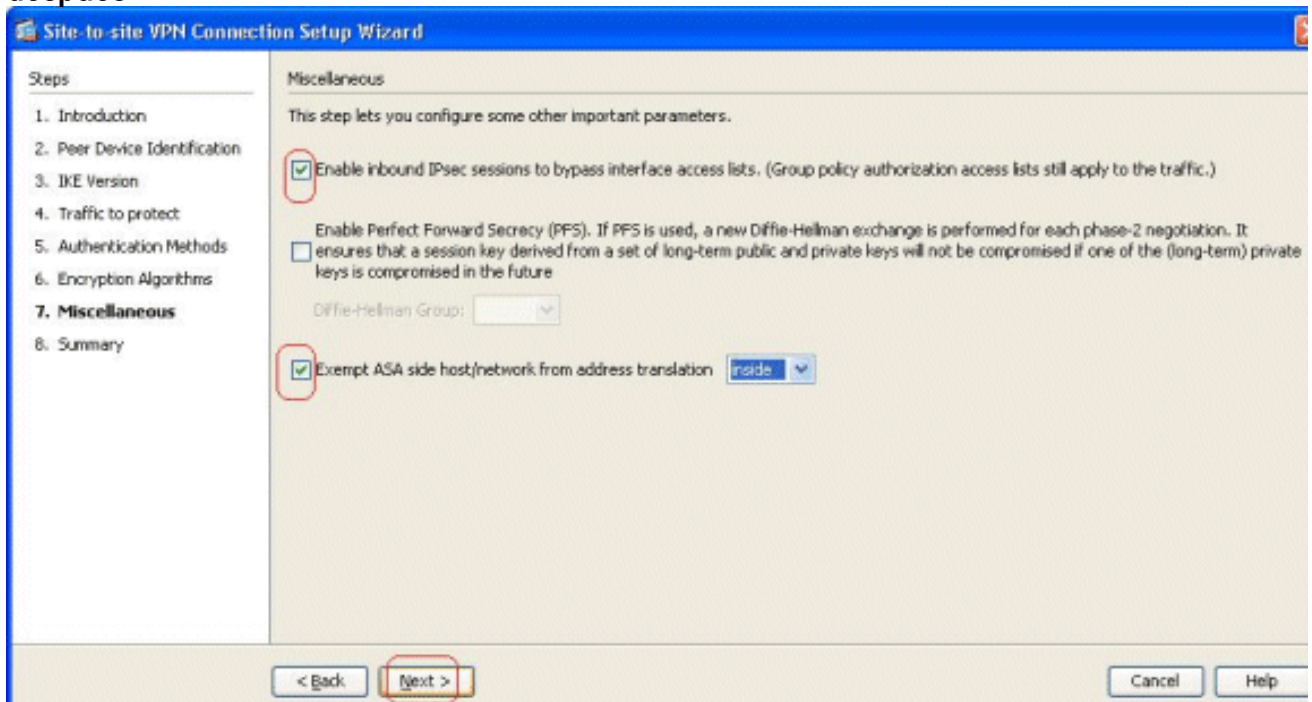 Site-to-site VPN Connection Setup Wizard
Steps
1. Introduction
2. Peer Device Identification
3. IKE Version
4. Traffic to protect
5. Authentication Methods
6. Encryption Algorithms
7. Miscellaneous
8. Summary
Miscellaneous
This step lets you configure some other important parameters.
Enable inbound IPsec sessions to bypass interface access lists. (Group policy authorization access lists still apply to the traffic.)
Enable Perfect Forward Secrecy (PFS). If PFS is used, a new Diffie-Hellman exchange is performed for each phase-2 negotiation. It
ensures that a session key derived from a set of long-term public and private keys will not be compromised if one of the (long-term) private
keys is compromised in the future
Diffie-Hellman Group:
Exempt ASA side host/network from address translation inside
< Back Next > Cancel Help